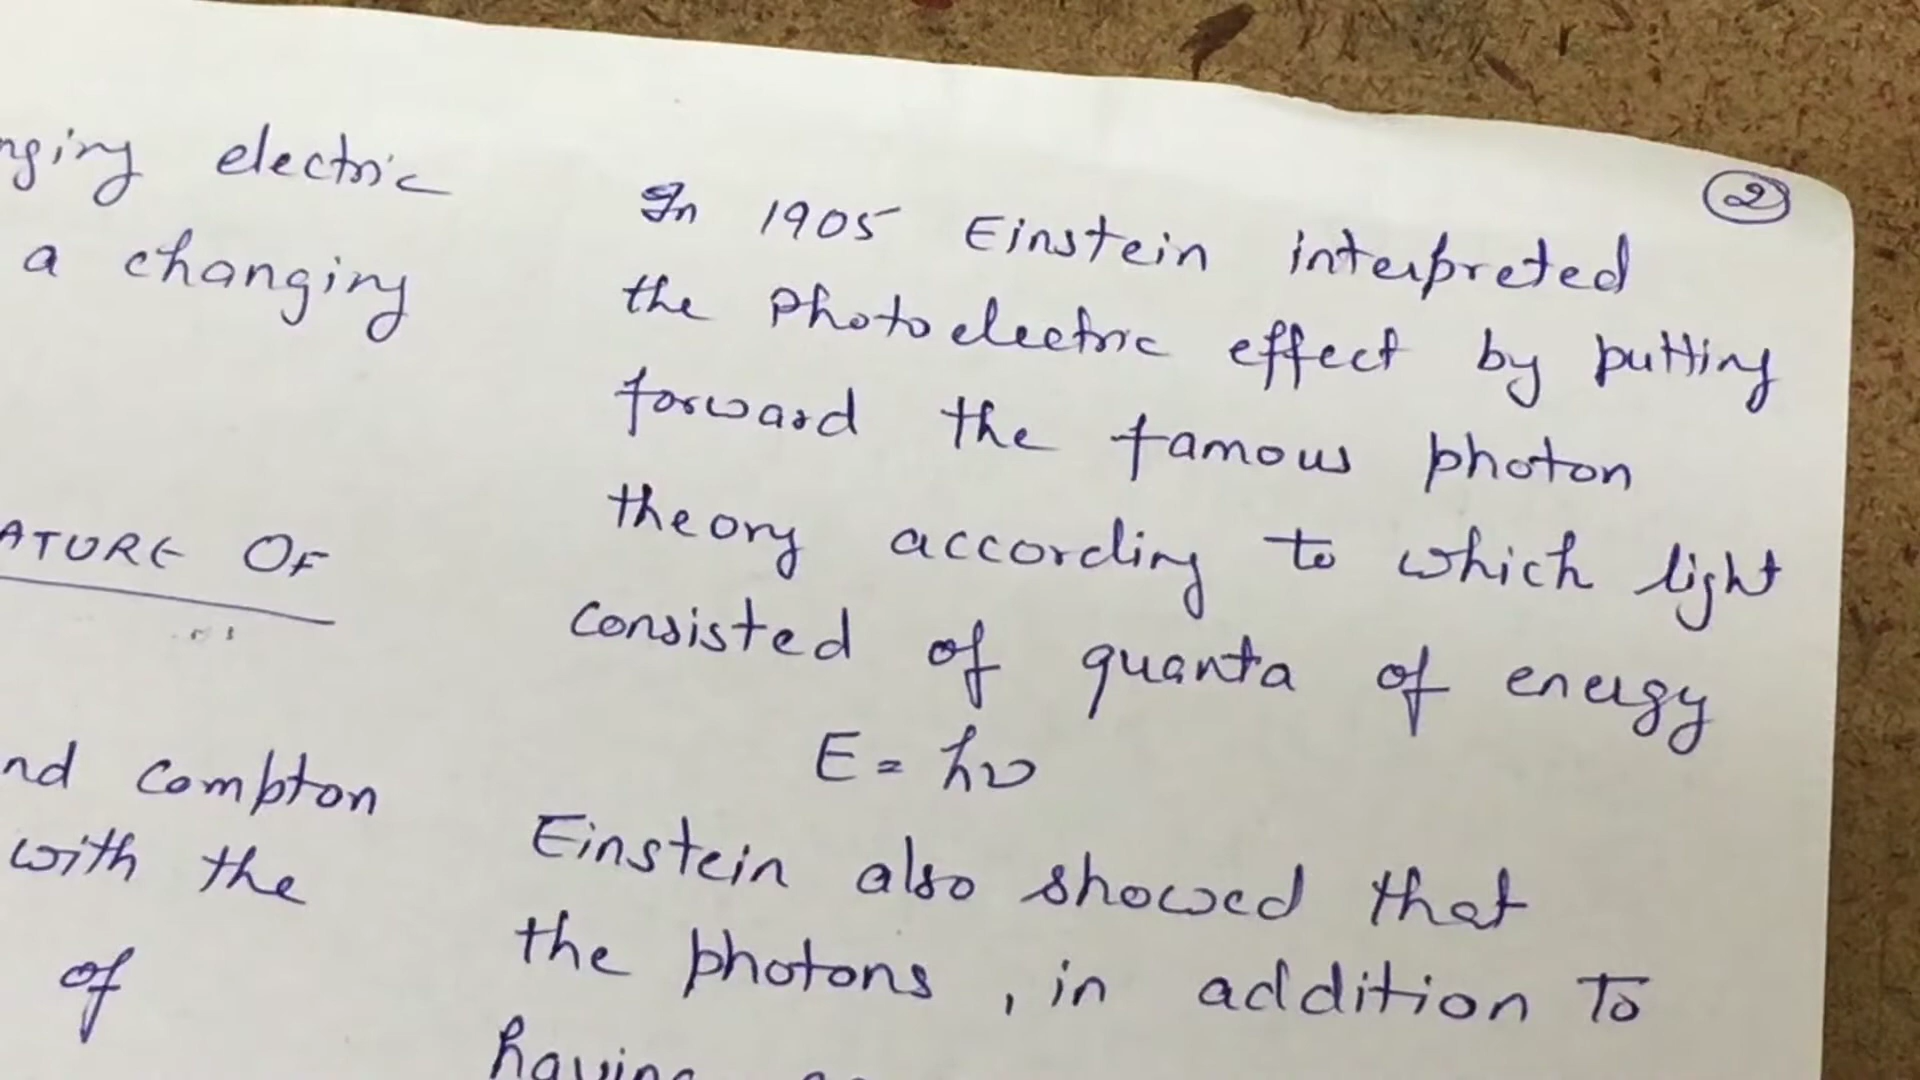 electric
a changing
ATURE OF
nd compton
with the
of
2
In 1905 Einstein interpreted
the Photoelectric effect by putting
forward the famous photon
theory according to which light
consisted of quanta of energy
E = hν
Einstein also showed that
the photons, in addition to
having